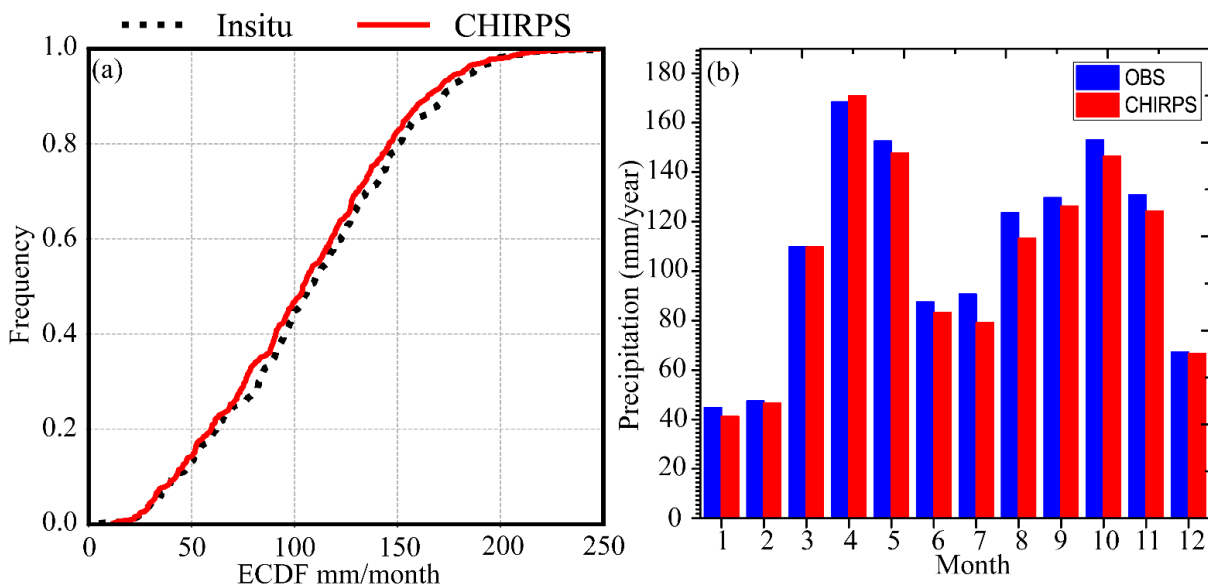 Insitu CHIRPS
(a)
1.0
0.8
0.6
0.4
0.2
0.0
Frequency
0 50 100 150 200 250
ECDF mm/month
(b)
OBS
CHIRPS
180
160
140
120
100
80
60
40
20
0
Precipitation (mm/year)
1 2 3 4 5 6 7 8 9 10 11 12
Month